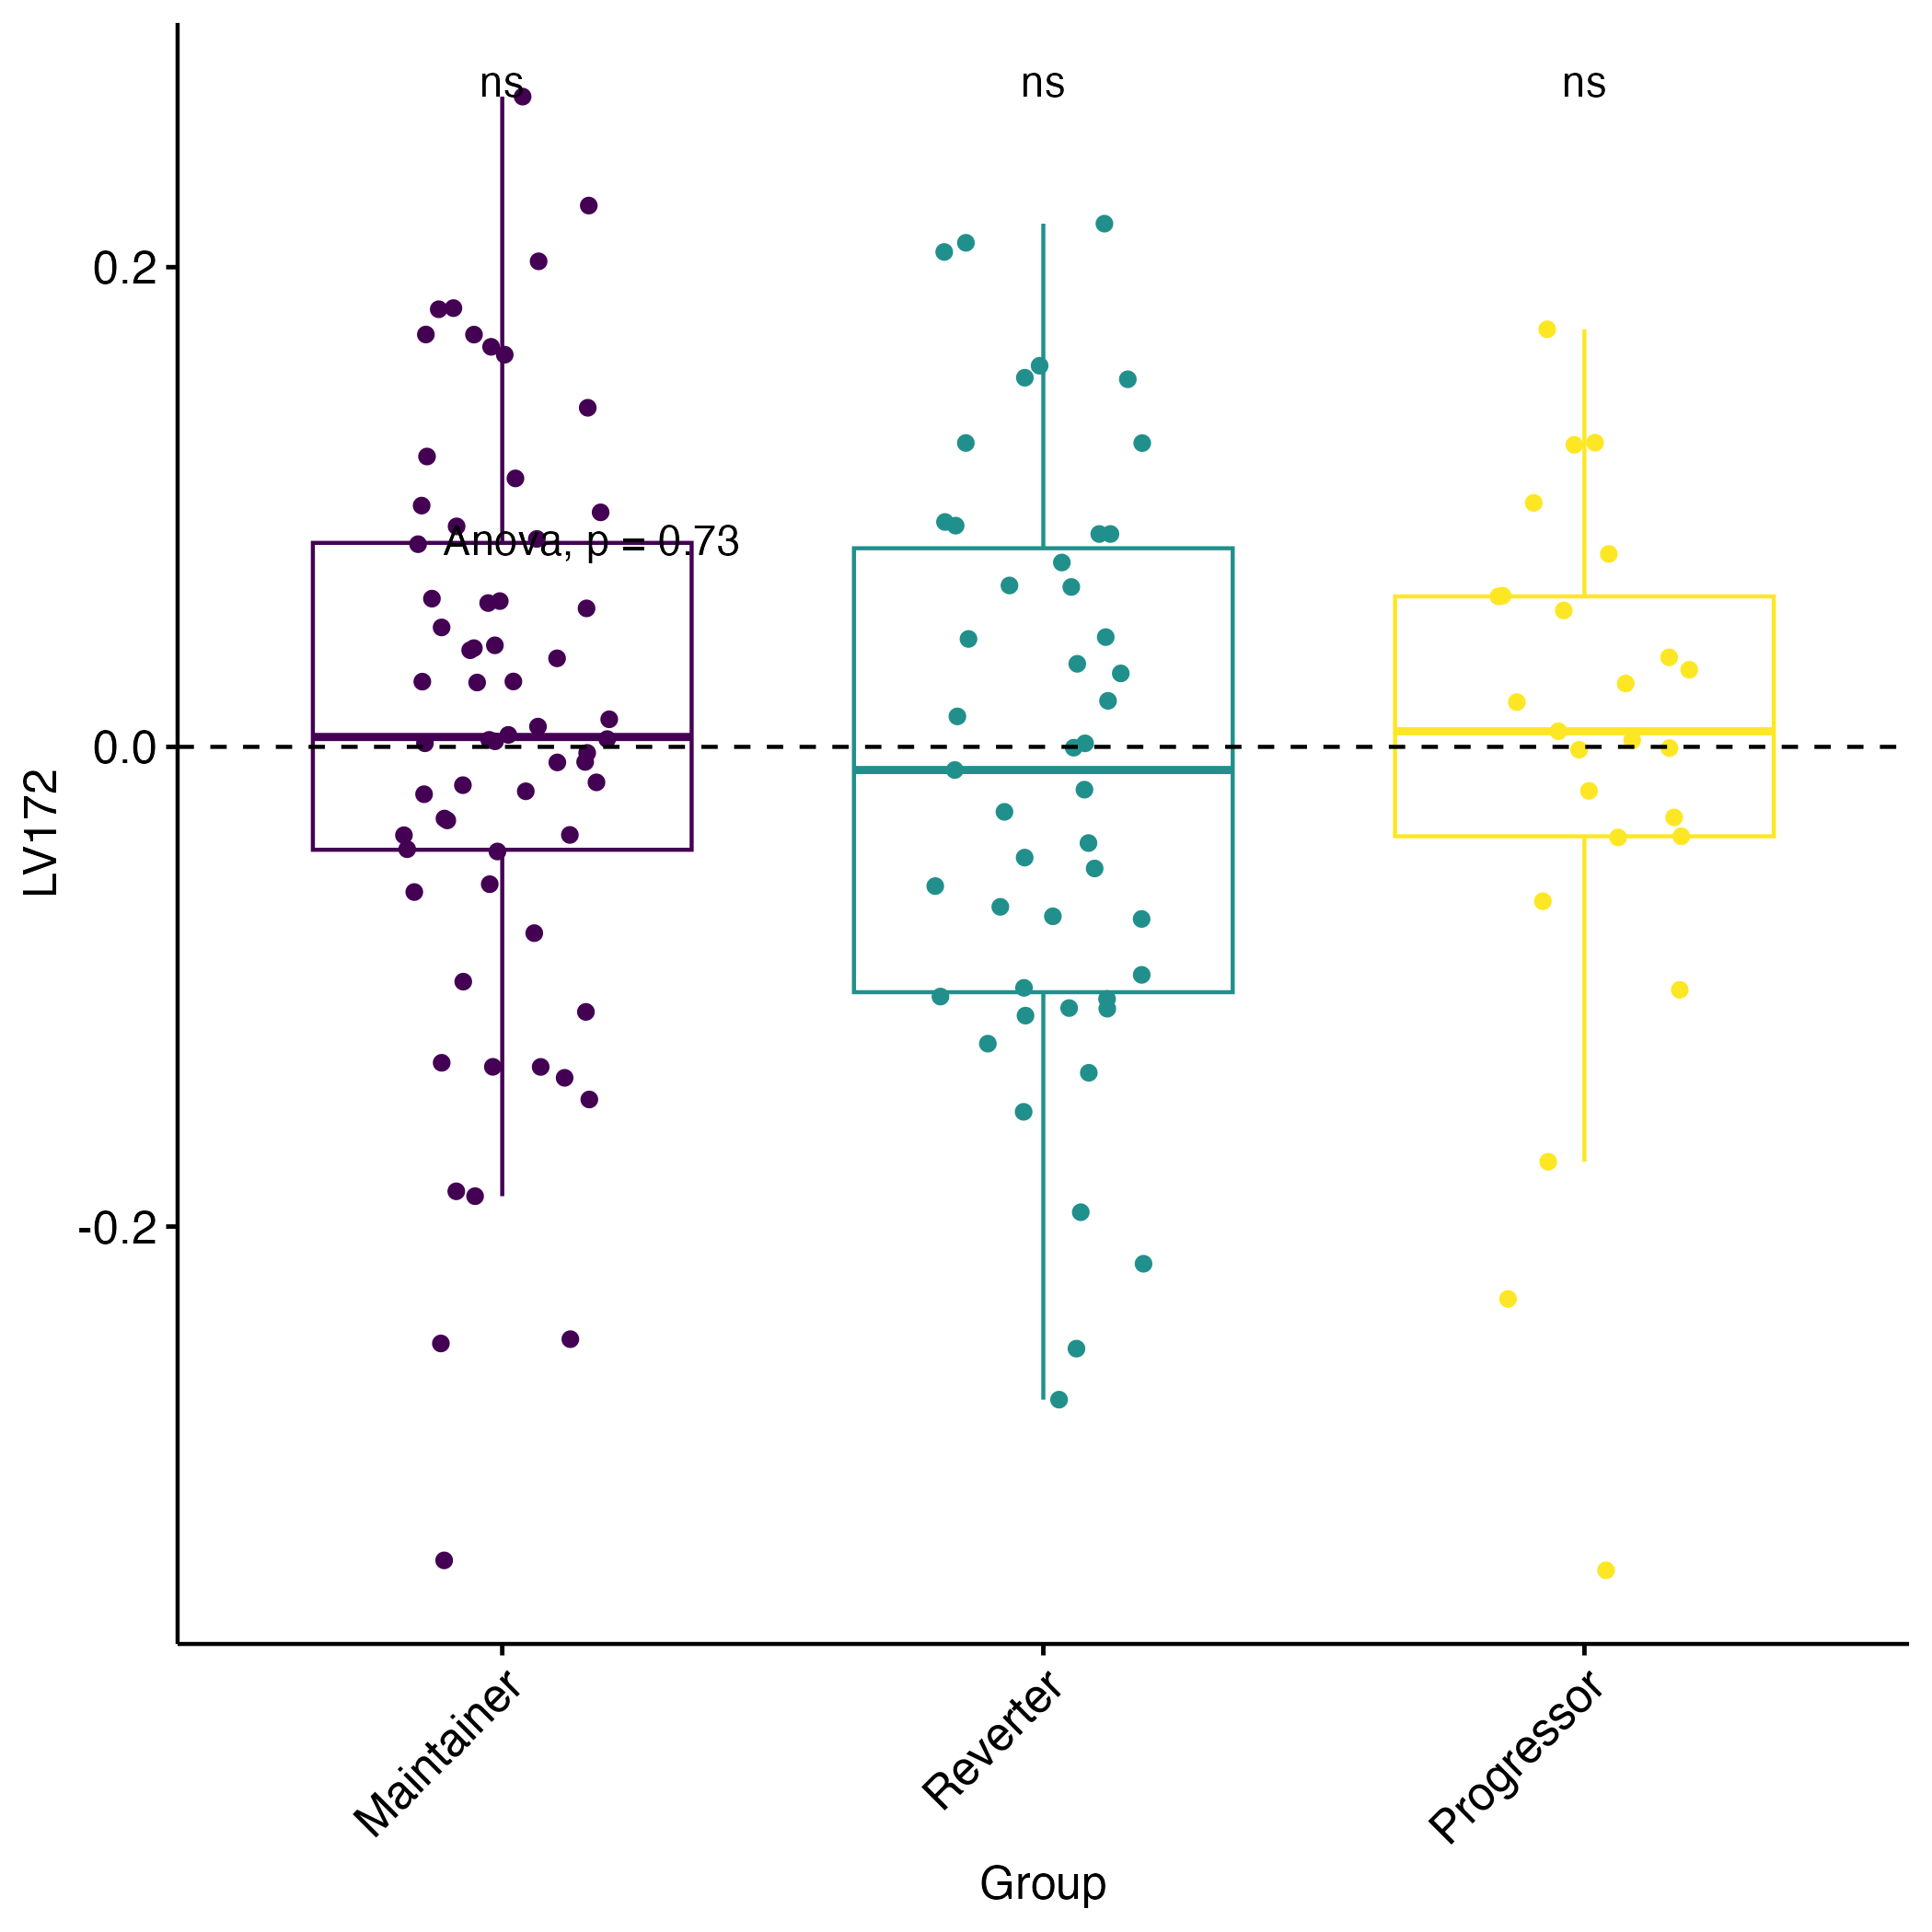 ns ns ns
0.2
Anova, p = 0.73
0.0
LV172
-0.2
Maintainer
Reverter
Progressor
Group